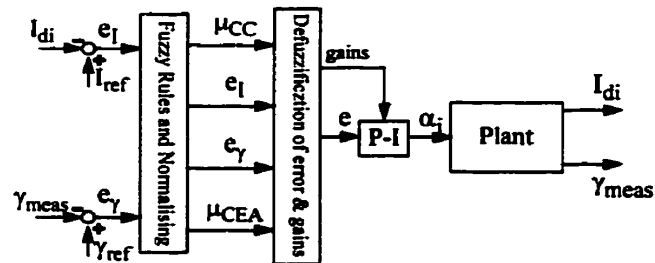 I_di
e_I
I_ref
γ_meas
e_γ
γ_ref
Fuzzy Rules and Normalising
μ_CC
e_I
e_γ
μ_CEA
Defuzzificztion of error & gains
gains
e
P-I
α_i
Plant
I_di
γ_meas